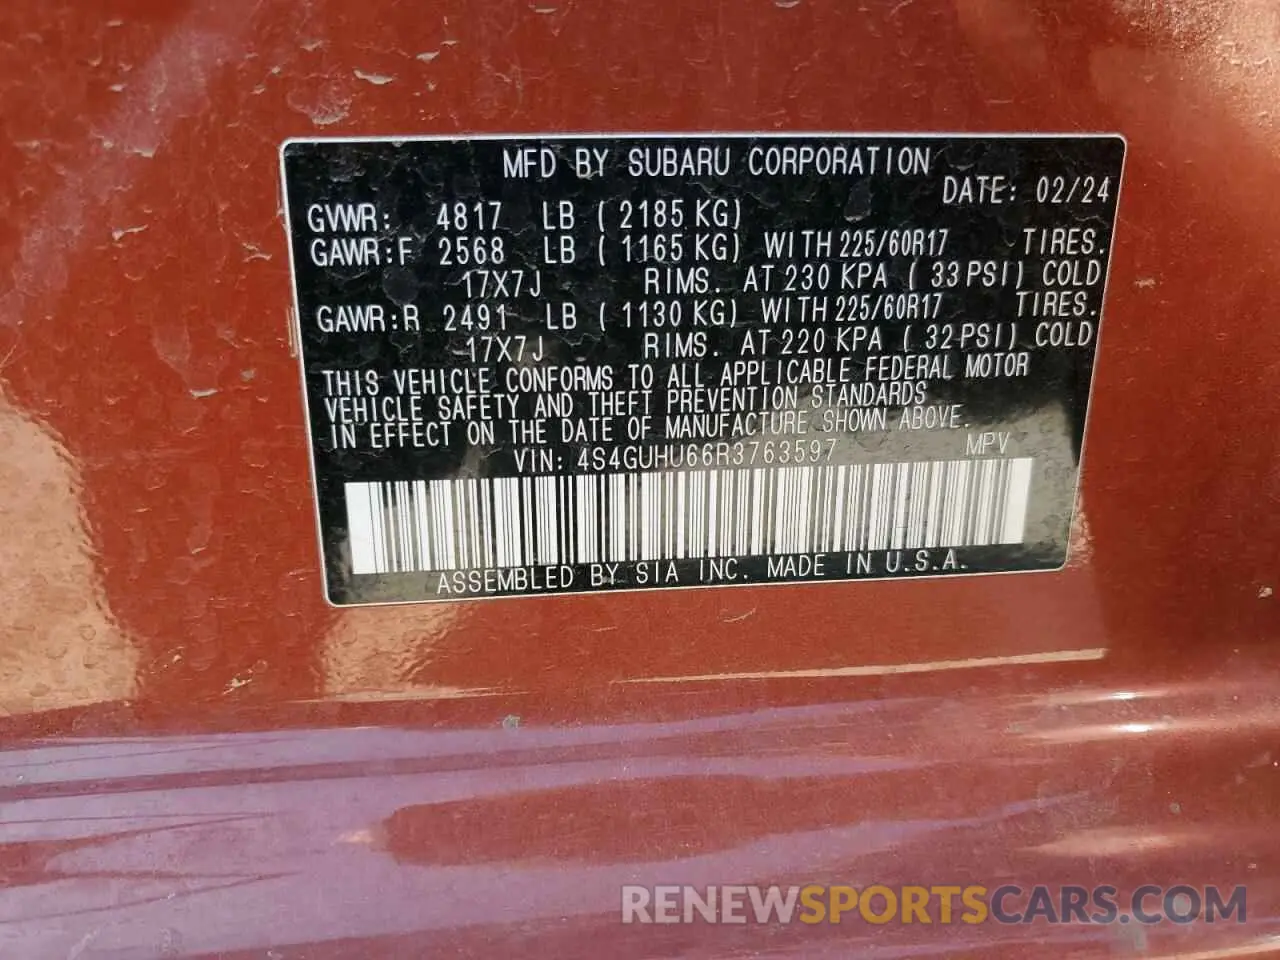 MFD BY SUBARU CORPORATION
DATE: 02/24
GVWR: 4817 LB (2185 KG)
GAWR:F 2568 LB (1165 KG) WITH 225/60R17 TIRES.
17X7J RIMS. AT 230 KPA (33 PSI) COLD
GAWR:R 2491 LB (1130 KG) WITH 225/60R17 TIRES.
17X7J RIMS. AT 220 KPA (32 PSI) COLD
THIS VEHICLE CONFORMS TO ALL APPLICABLE FEDERAL MOTOR
VEHICLE SAFETY AND THEFT PREVENTION STANDARDS
IN EFFECT ON THE DATE OF MANUFACTURE SHOWN ABOVE.
VIN: 4S4GUHU66R3763597 MPV
ASSEMBLED BY SIA INC. MADE IN U.S.A.
RENEWSPORTSCARS.COM